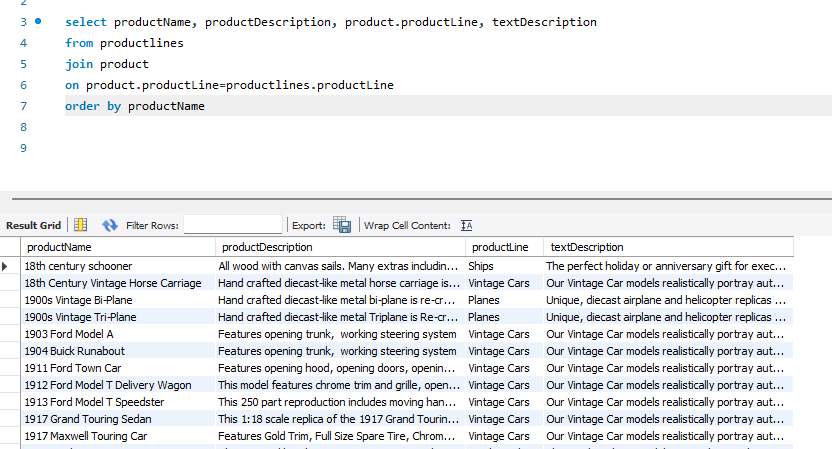 2
3 select productName, productDescription, product.productLine, textDescription
4 from productlines
5 join product
6 on product.productLine=productlines.productLine
7 order by productName
8
9
Result Grid Filter Rows: Export: Wrap Cell Content: IA
productName productDescription productLine textDescription
18th century schooner All wood with canvas sails. Many extras includin... Ships The perfect holiday or anniversary gift for exec...
18th Century Vintage Horse Carriage Hand crafted diecast-like metal horse carriage is... Vintage Cars Our Vintage Car models realistically portray aut...
1900s Vintage Bi-Plane Hand crafted diecast-like metal bi-plane is re-cr... Planes Unique, diecast airplane and helicopter replicas ...
1900s Vintage Tri-Plane Hand crafted diecast-like metal Triplane is Re-cr... Planes Unique, diecast airplane and helicopter replicas ...
1903 Ford Model A Features opening trunk,  working steering system Vintage Cars Our Vintage Car models realistically portray aut...
1904 Buick Runabout Features opening trunk,  working steering system Vintage Cars Our Vintage Car models realistically portray aut...
1911 Ford Town Car Features opening hood, opening doors, openin... Vintage Cars Our Vintage Car models realistically portray aut...
1912 Ford Model T Delivery Wagon This model features chrome trim and grille, open... Vintage Cars Our Vintage Car models realistically portray aut...
1913 Ford Model T Speedster This 250 part reproduction includes moving han... Vintage Cars Our Vintage Car models realistically portray aut...
1917 Grand Touring Sedan This 1:18 scale replica of the 1917 Grand Tourin... Vintage Cars Our Vintage Car models realistically portray aut...
1917 Maxwell Touring Car Features Gold Trim, Full Size Spare Tire, Chrom... Vintage Cars Our Vintage Car models realistically portray aut...